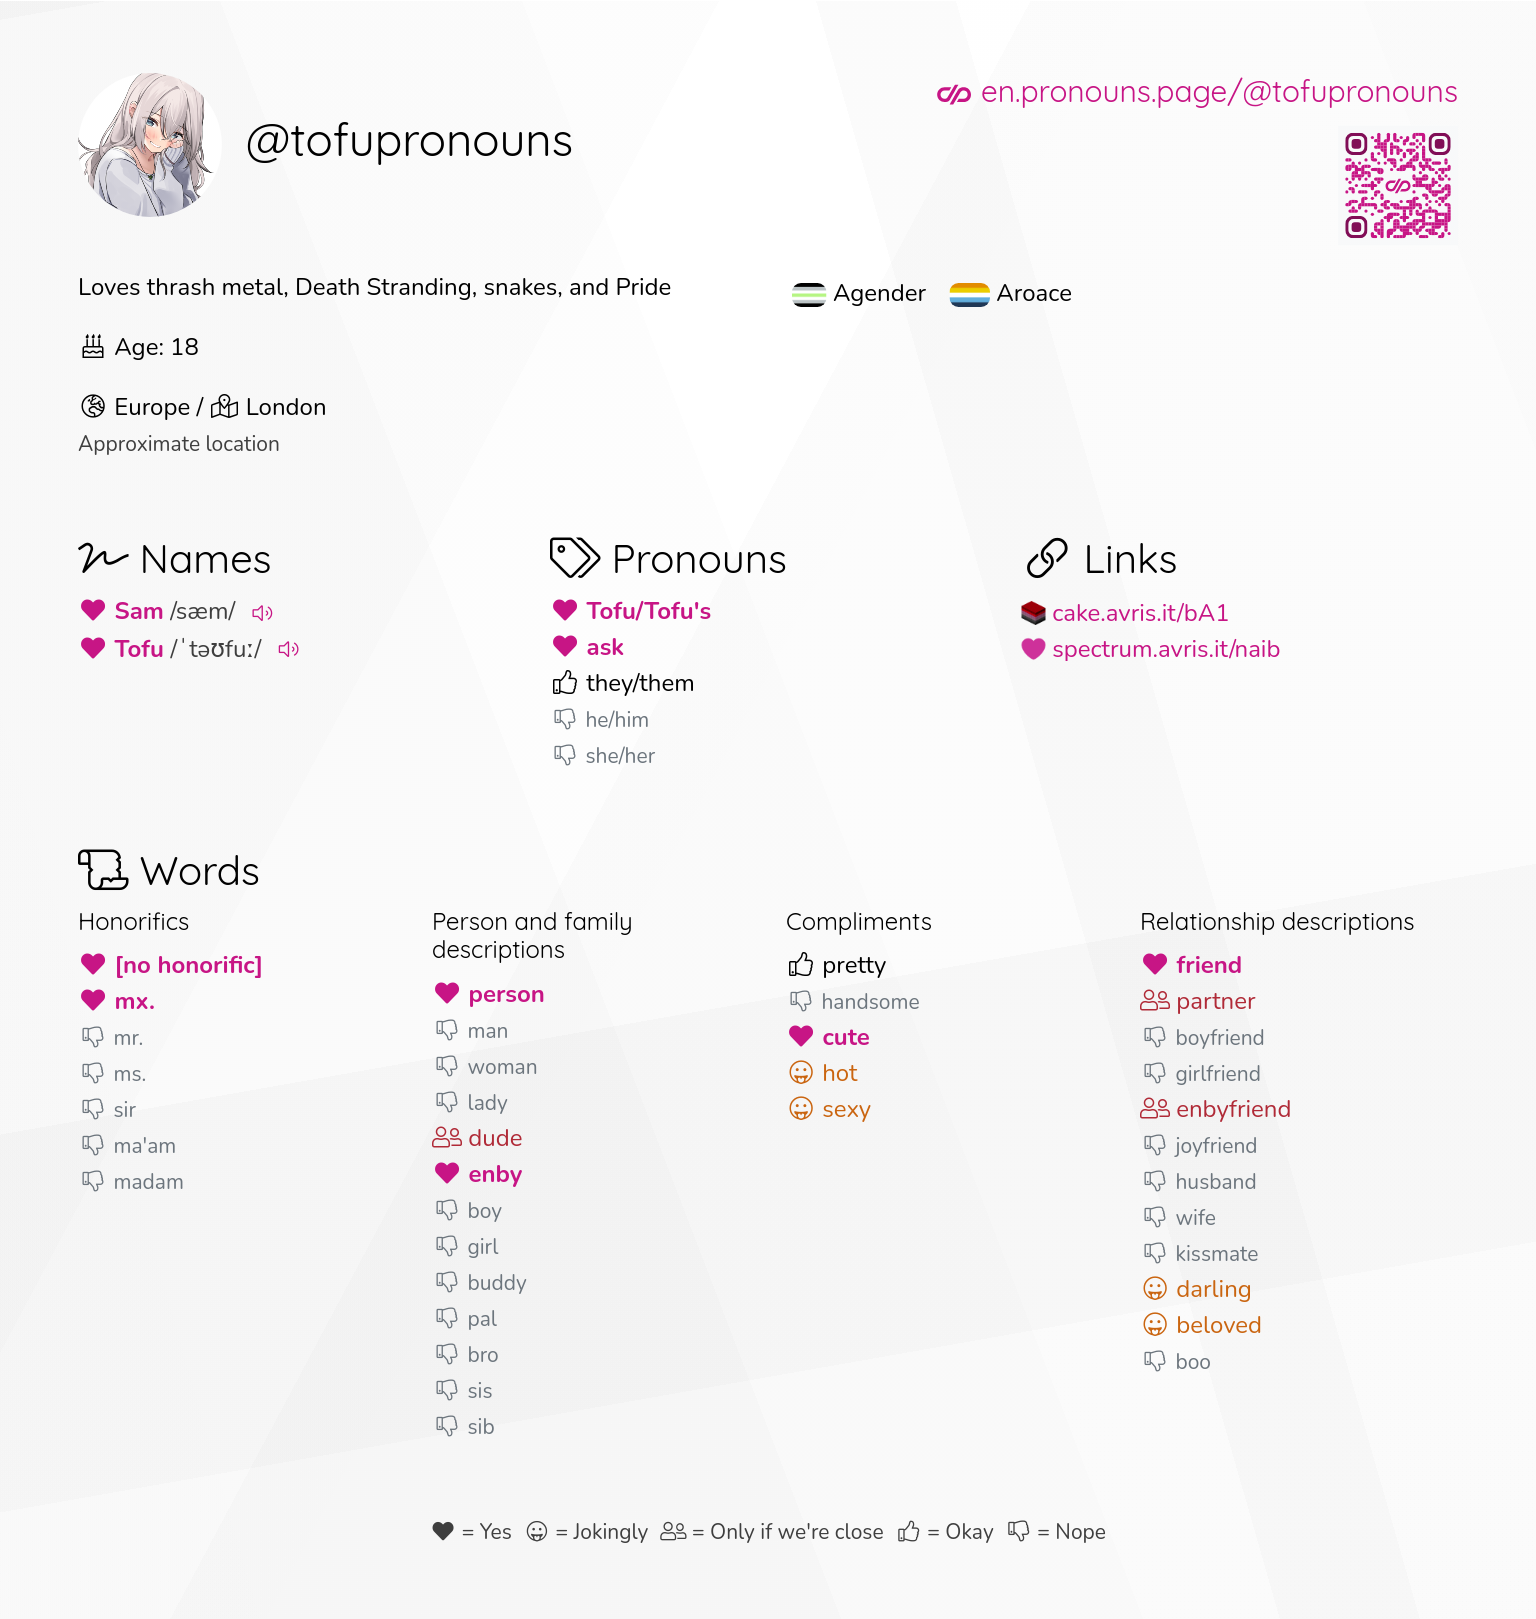 @tofupronouns
en.pronouns.page/@tofupronouns
Loves thrash metal, Death Stranding, snakes, and Pride
Age: 18
Europe / London
Approximate location
Agender Aroace
Names
Sam /sæm/
Tofu /ˈtəʊfuː/
Pronouns
Tofu/Tofu's
ask
they/them
he/him
she/her
Links
cake.avris.it/bA1
spectrum.avris.it/naib
Words
Honorifics
[no honorific]
mx.
mr.
ms.
sir
ma'am
madam
Person and family
descriptions
person
man
woman
lady
dude
enby
boy
girl
buddy
pal
bro
sis
sib
Compliments
pretty
handsome
cute
hot
sexy
Relationship descriptions
friend
partner
boyfriend
girlfriend
enbyfriend
joyfriend
husband
wife
kissmate
darling
beloved
boo
= Yes = Jokingly = Only if we're close = Okay = Nope